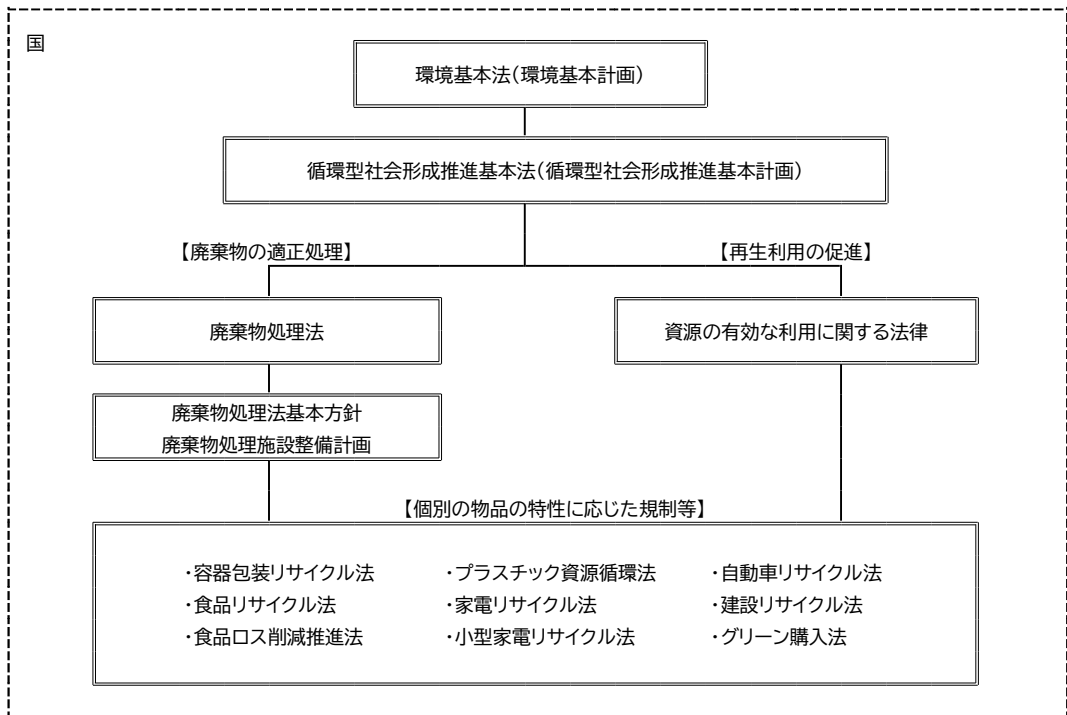 国
環境基本法(環境基本計画)
循環型社会形成推進基本法(循環型社会形成推進基本計画)
【廃棄物の適正処理】
【再生利用の促進】
廃棄物処理法
資源の有効な利用に関する法律
廃棄物処理法基本方針
廃棄物処理施設整備計画
【個別の物品の特性に応じた規制等】
・容器包装リサイクル法
・プラスチック資源循環法
・自動車リサイクル法
・食品リサイクル法
・家電リサイクル法
・建設リサイクル法
・食品ロス削減推進法
・小型家電リサイクル法
・グリーン購入法